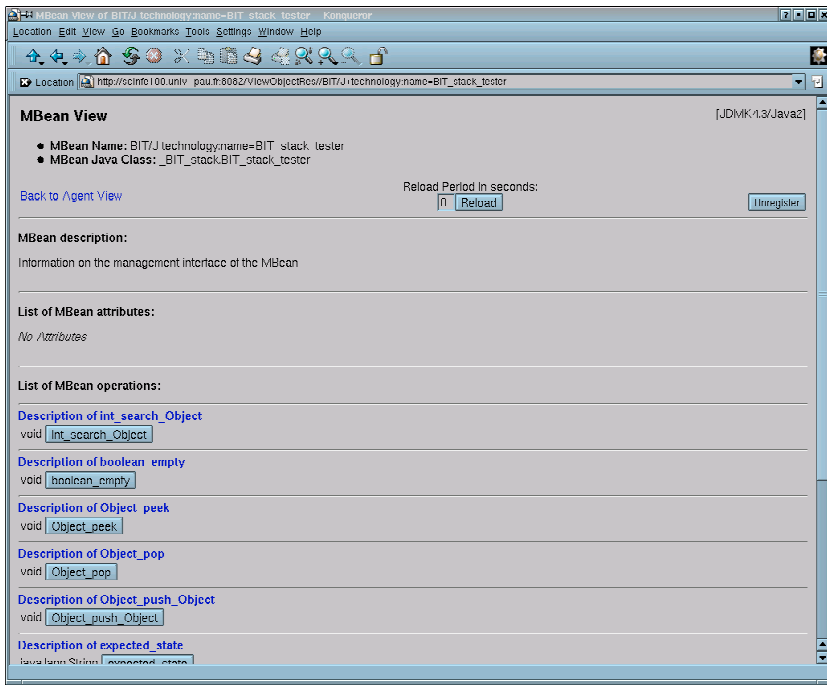 MBean View of BIT/J technology:name=BIT_stack_tester Konqueror
Location Edit View Go Bookmarks Tools Settings Window Help
Location http://scinfe100.univ pau.fr:8082/ViewObjectRes//BIT/J+technology:name=BIT_stack_tester
MBean View [JDMK4.3/Java2]
MBean Name: BIT/J technology:name=BIT_stack_tester
MBean Java Class: _BIT_stack.BIT_stack_tester
Reload Period in seconds:
Back to Agent View 0 Reload Unregister
MBean description:
Information on the management interface of the MBean
List of MBean attributes:
No Attributes
List of MBean operations:
Description of int_search_Object
void int_search_Object
Description of boolean_empty
void boolean_empty
Description of Object_peek
void Object_peek
Description of Object_pop
void Object_pop
Description of Object_push_Object
void Object_push_Object
Description of expected_state
java.lang.String expected_state